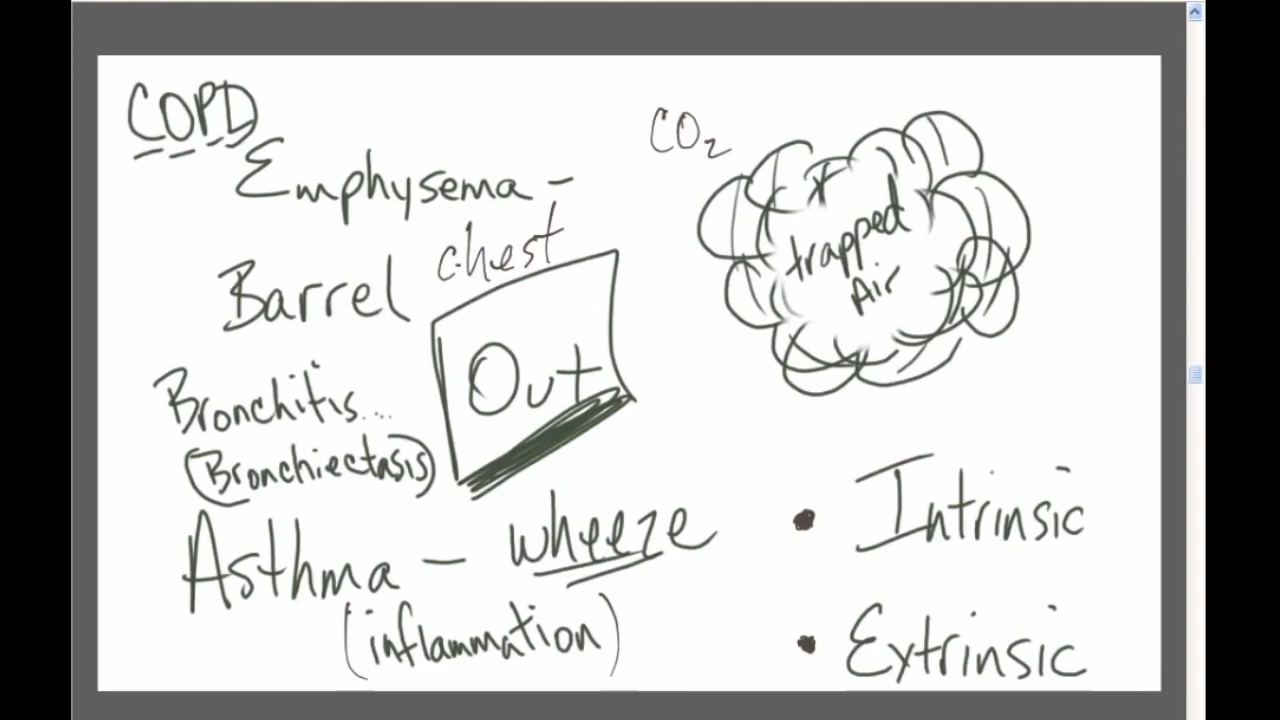 COPD
CO2
Emphysema -
Barrel chest
trapped
Air
Out
Bronchitis....
(Bronchiectasis)
Asthma - wheeze
(inflammation)
• Intrinsic
• Extrinsic